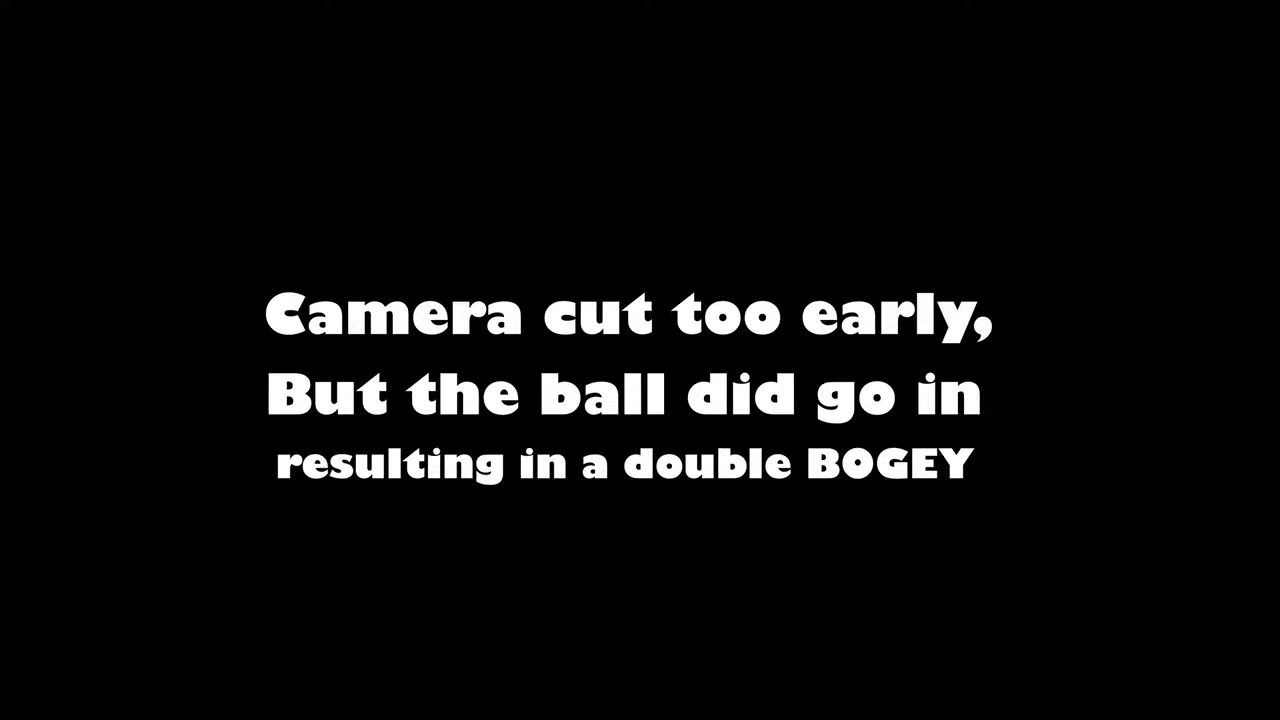 Camera cut too early,
But the ball did go in
resulting in a double BOGEY